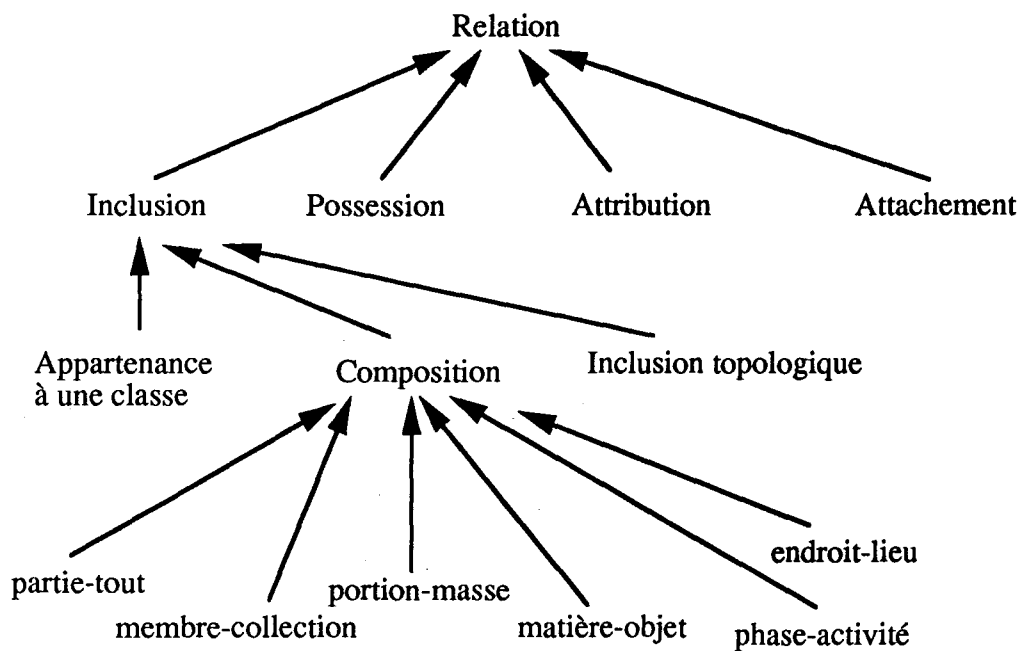 Relation
Inclusion
Possession
Attribution
Attachement
Appartenance
à une classe
Composition
Inclusion topologique
partie-tout
membre-collection
portion-masse
matière-objet
phase-activité
endroit-lieu